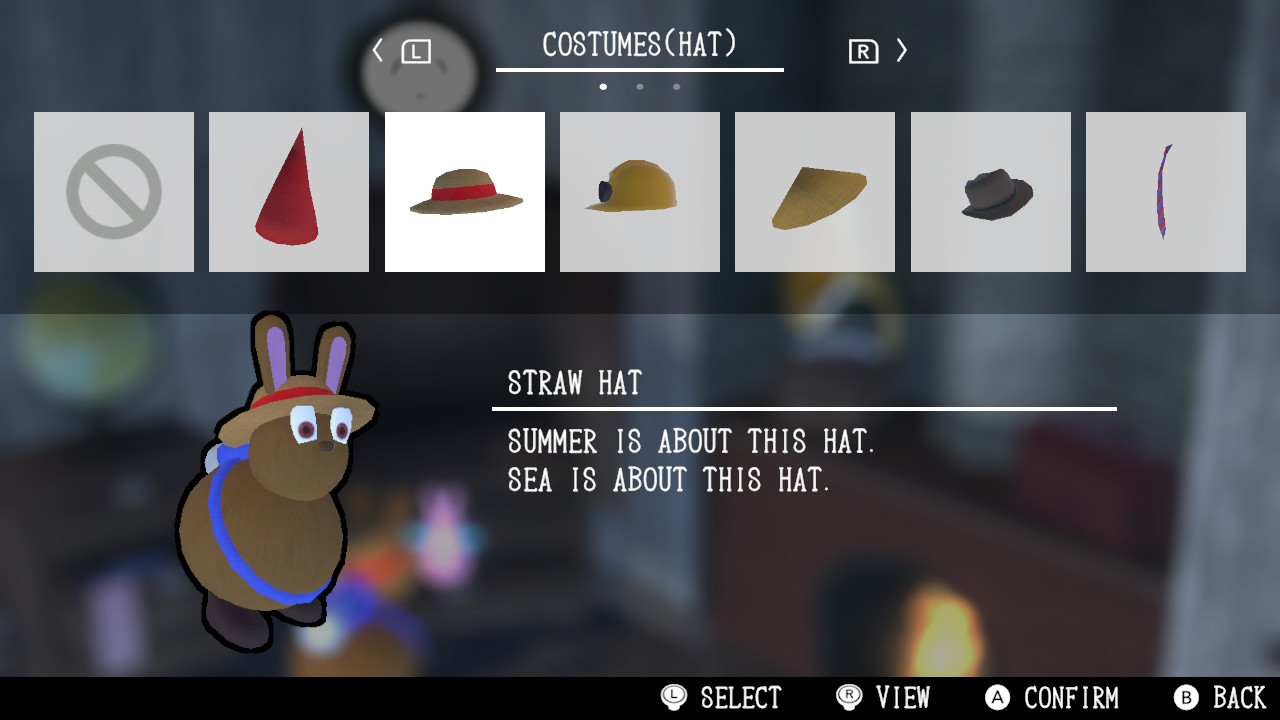 L
COSTUMES(HAT)
R
STRAW HAT
SUMMER IS ABOUT THIS HAT.
SEA IS ABOUT THIS HAT.
L SELECT R VIEW A CONFIRM B BACK